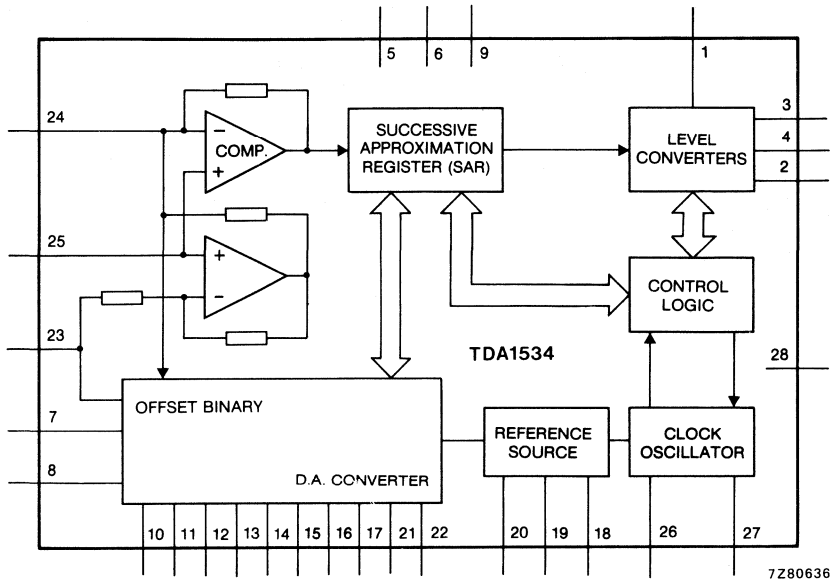 5 6 9 1
24
−
COMP.
+
SUCCESSIVE
APPROXIMATION
REGISTER (SAR)
LEVEL
CONVERTERS
3
4
2
25
+
−
CONTROL
LOGIC
23
TDA1534
28
OFFSET BINARY
7
REFERENCE
SOURCE
CLOCK
OSCILLATOR
8
D.A. CONVERTER
10 11 12 13 14 15 16 17 21 22 20 19 18 26 27
7Z80636